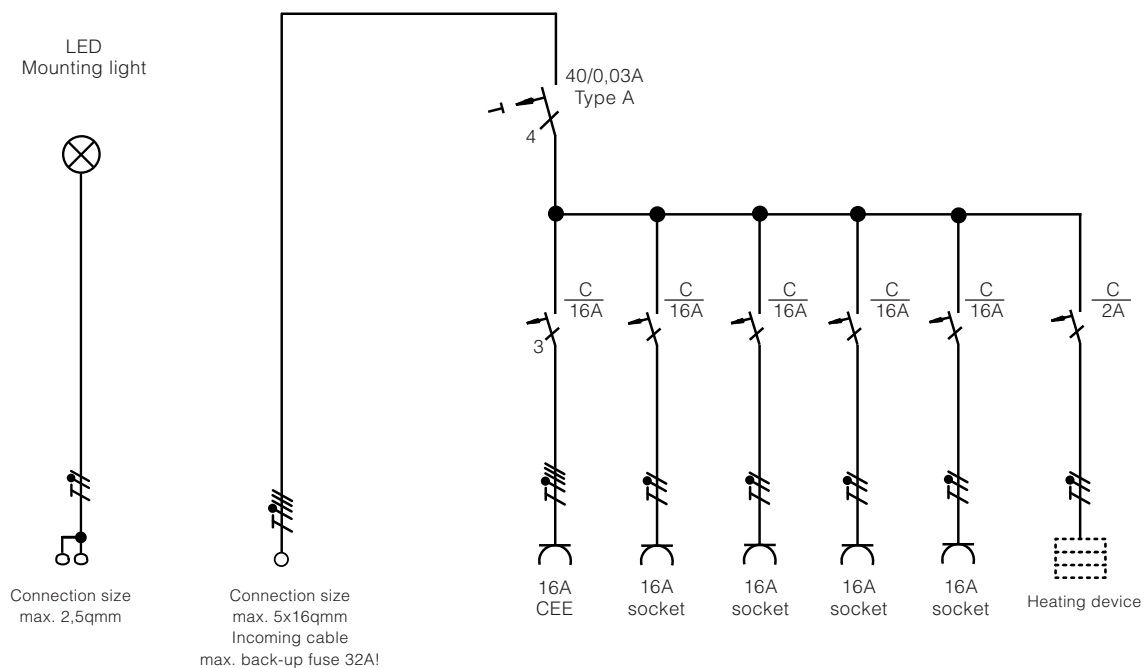 LED
Mounting light
40/0,03A
Type A
4
C
16A
C
16A
C
16A
C
16A
C
16A
C
2A
3
16A
CEE
16A
socket
16A
socket
16A
socket
16A
socket
Heating device
Connection size
max. 2,5qmm
Connection size
max. 5x16qmm
Incoming cable
max. back-up fuse 32A!